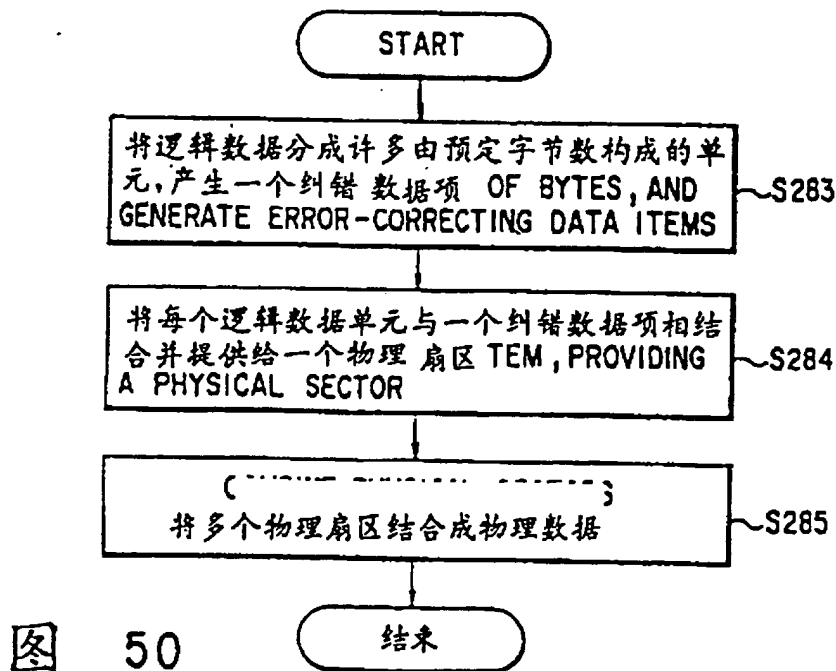 START
将逻辑数据分成许多由预定字节数构成的单
元,产生一个纠错数据项 OF BYTES, AND
GENERATE ERROR-CORRECTING DATA ITEMS
S283
将每个逻辑数据单元与一个纠错数据项相结
合并提供给一个物理扇区 TEM, PROVIDING
A PHYSICAL SECTOR
S284
将多个物理扇区结合成物理数据
S285
结束
图 50